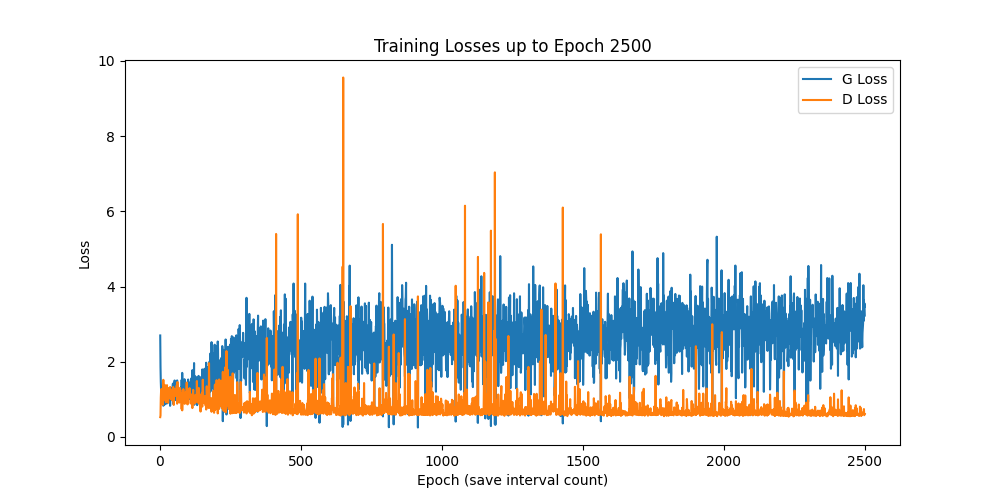 Training Losses up to Epoch 2500
10
8
6
4
2
0
Loss
G Loss
D Loss
0 500 1000 1500 2000 2500
Epoch (save interval count)